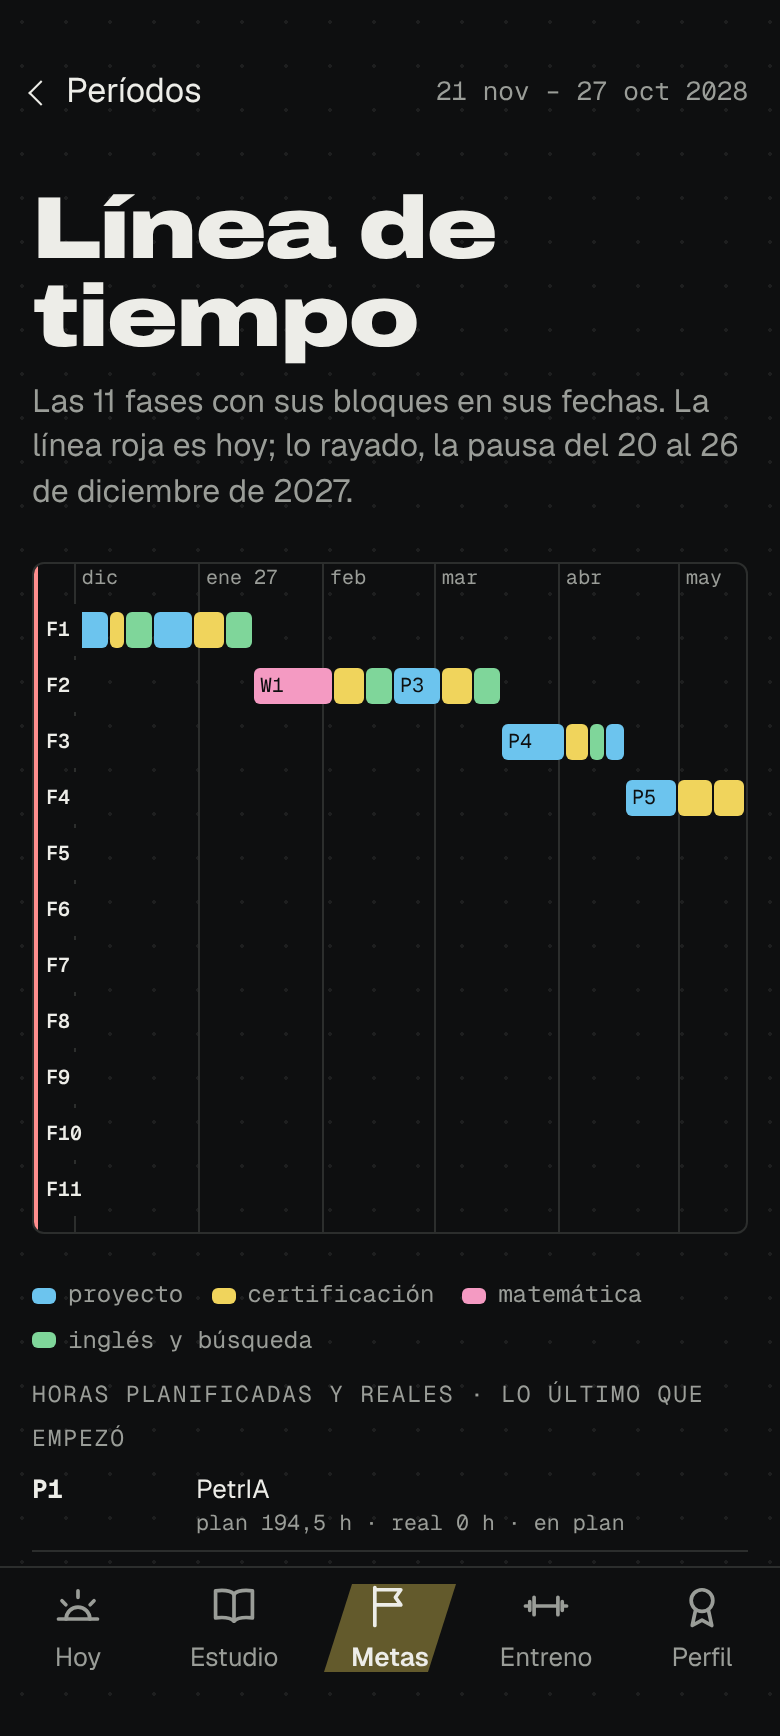 Períodos
21 nov – 27 oct 2028
Línea de
tiempo
Las 11 fases con sus bloques en sus fechas. La
línea roja es hoy; lo rayado, la pausa del 20 al 26
de diciembre de 2027.
dic ene 27 feb mar abr may
F1
F2 W1 P3
F3 P4
F4 P5
F5
F6
F7
F8
F9
F10
F11
proyecto certificación matemática
inglés y búsqueda
HORAS PLANIFICADAS Y REALES · LO ÚLTIMO QUE
EMPEZÓ
P1 PetrIA
plan 194,5 h · real 0 h · en plan
Hoy Estudio Metas Entreno Perfil